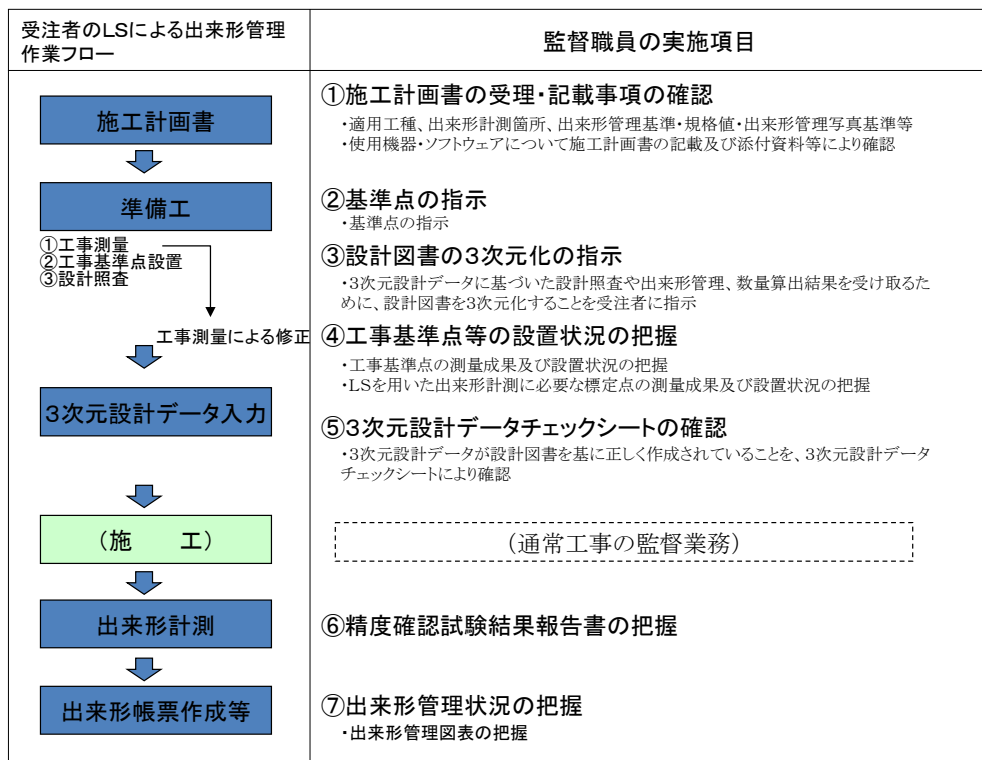 受注者のLSによる出来形管理
作業フロー
監督職員の実施項目
施工計画書
準備工
①工事測量
②工事基準点設置
③設計照査
工事測量による修正
3次元設計データ入力
(施　工)
出来形計測
出来形帳票作成等
①施工計画書の受理・記載事項の確認
・適用工種、出来形計測箇所、出来形管理基準・規格値・出来形管理写真基準等
・使用機器・ソフトウェアについて施工計画書の記載及び添付資料等により確認
②基準点の指示
・基準点の指示
③設計図書の3次元化の指示
・3次元設計データに基づいた設計照査や出来形管理、数量算出結果を受け取るた
めに、設計図書を3次元化することを受注者に指示
④工事基準点等の設置状況の把握
・工事基準点の測量成果及び設置状況の把握
・LSを用いた出来形計測に必要な標定点の測量成果及び設置状況の把握
⑤3次元設計データチェックシートの確認
・3次元設計データが設計図書を基に正しく作成されていることを、3次元設計データ
チェックシートにより確認
(通常工事の監督業務)
⑥精度確認試験結果報告書の把握
⑦出来形管理状況の把握
・出来形管理図表の把握